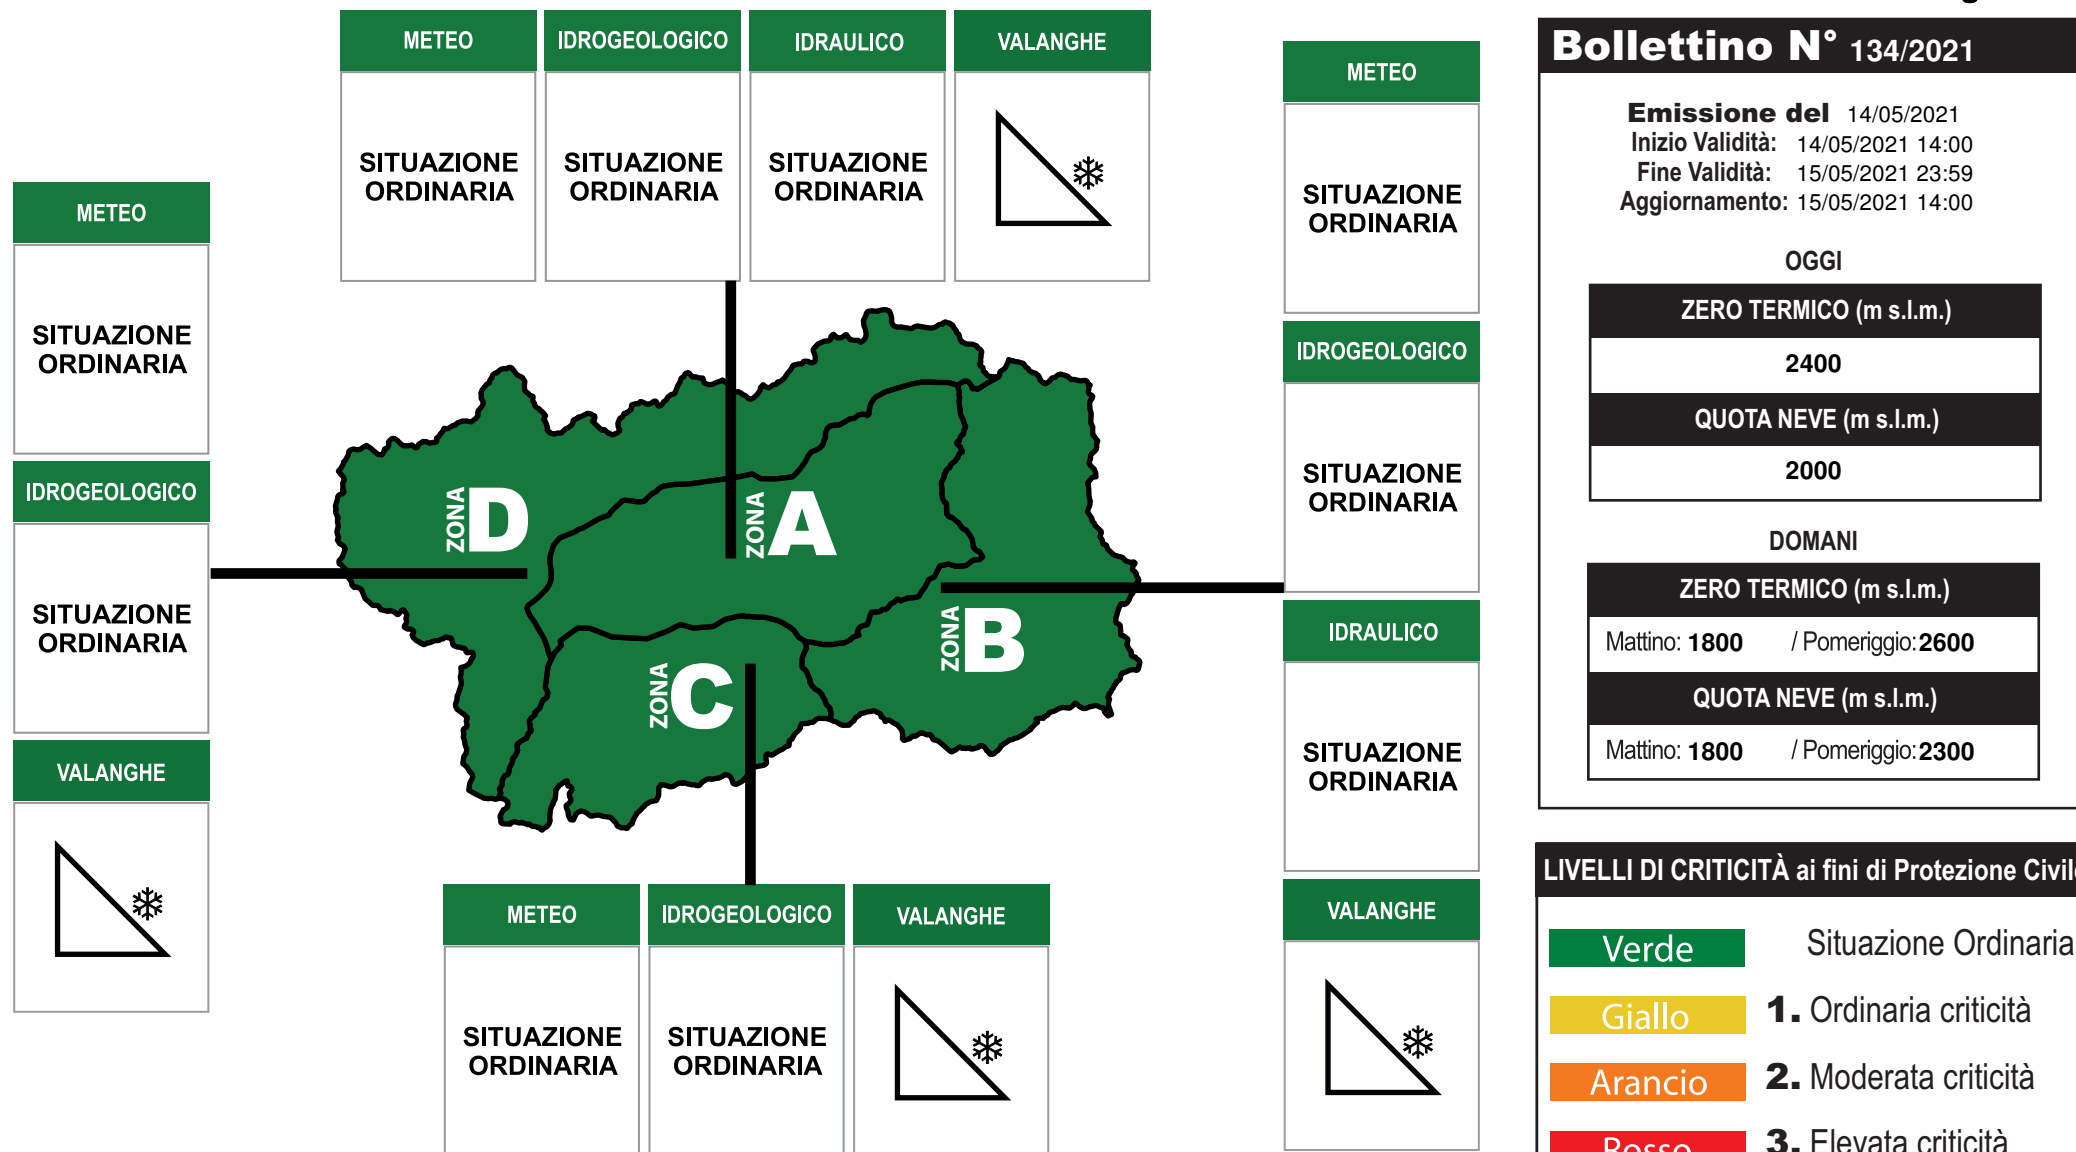 METEO
IDROGEOLOGICO
IDRAULICO
VALANGHE
SITUAZIONE
ORDINARIA
SITUAZIONE
ORDINARIA
SITUAZIONE
ORDINARIA
METEO
SITUAZIONE
ORDINARIA
IDROGEOLOGICO
SITUAZIONE
ORDINARIA
VALANGHE
ZONA D
ZONA A
ZONA B
ZONA C
METEO
SITUAZIONE
ORDINARIA
IDROGEOLOGICO
SITUAZIONE
ORDINARIA
IDRAULICO
SITUAZIONE
ORDINARIA
VALANGHE
METEO
IDROGEOLOGICO
VALANGHE
SITUAZIONE
ORDINARIA
SITUAZIONE
ORDINARIA
Bollettino N° 134/2021
Emissione del 14/05/2021
Inizio Validità: 14/05/2021 14:00
Fine Validità: 15/05/2021 23:59
Aggiornamento: 15/05/2021 14:00
OGGI
ZERO TERMICO (m s.l.m.)
2400
QUOTA NEVE (m s.l.m.)
2000
DOMANI
ZERO TERMICO (m s.l.m.)
Mattino: 1800 / Pomeriggio: 2600
QUOTA NEVE (m s.l.m.)
Mattino: 1800 / Pomeriggio: 2300
LIVELLI DI CRITICITÀ ai fini di Protezione Civile
Verde Situazione Ordinaria
Giallo 1. Ordinaria criticità
Arancio 2. Moderata criticità
Rosso 3. Elevata criticità